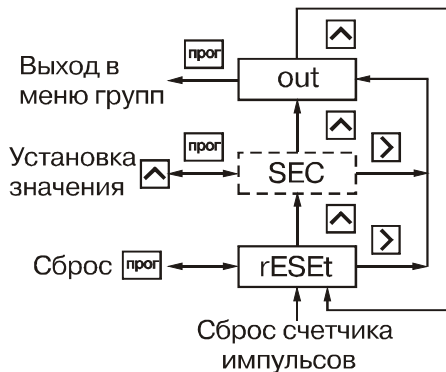 прог
Выход в
меню групп
out
прог
Установка
значения
SEC
Сброс
прог
rESEt
Сброс счетчика
импульсов